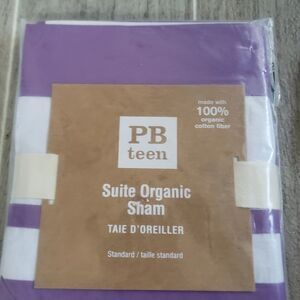 made with
100%
organic
cotton fiber
PB
teen
Suite Organic
Sham
TAIE D'OREILLER
Standard / taille standard